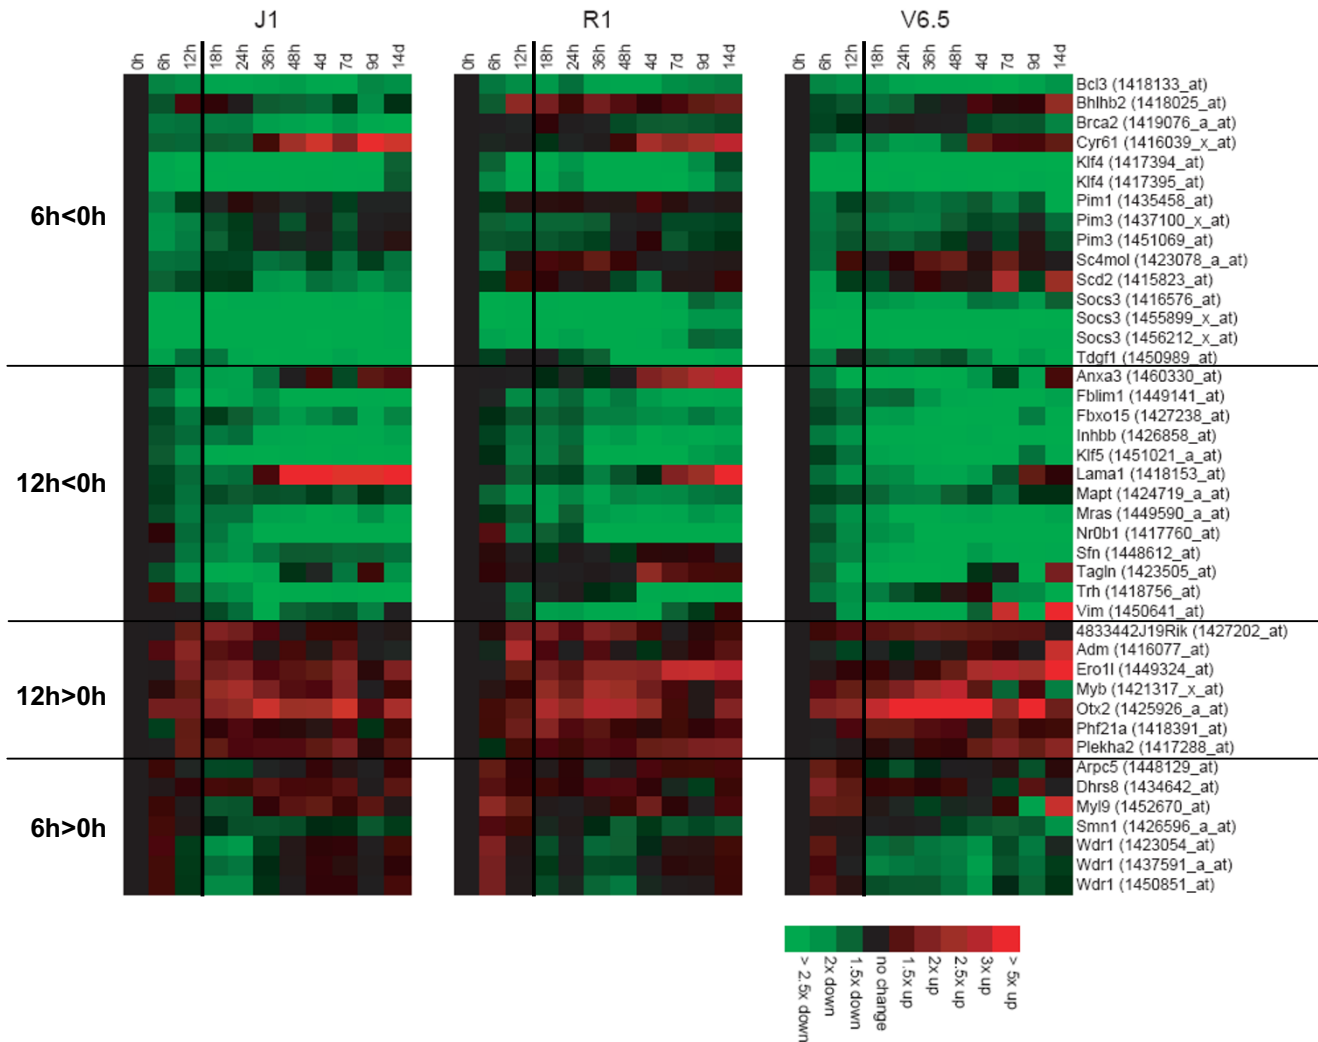 J1 R1 V6.5
0h 6h 12h 18h 24h 36h 48h 4d 7d 9d 14d 0h 6h 12h 18h 24h 36h 48h 4d 7d 9d 14d 0h 6h 12h 18h 24h 36h 48h 4d 7d 9d 14d
6h<0h
Bcl3 (1418133_at)
Bhlhb2 (1418025_at)
Brca2 (1419076_a_at)
Cyr61 (1416039_x_at)
Klf4 (1417394_at)
Klf4 (1417395_at)
Pim1 (1435458_at)
Pim3 (1437100_x_at)
Pim3 (1451069_at)
Sc4mol (1423078_a_at)
Scd2 (1415823_at)
Socs3 (1416576_at)
Socs3 (1455899_x_at)
Socs3 (1456212_x_at)
Tdgf1 (1450989_at)
12h<0h
Anxa3 (1460330_at)
Fblim1 (1449141_at)
Fbxo15 (1427238_at)
Inhbb (1426858_at)
Klf5 (1451021_a_at)
Lama1 (1418153_at)
Mapt (1424719_a_at)
Mras (1449590_a_at)
Nr0b1 (1417760_at)
Sfn (1448612_at)
Tagln (1423505_at)
Trh (1418756_at)
Vim (1450641_at)
12h>0h
4833442J19Rik (1427202_at)
Adm (1416077_at)
Ero1l (1449324_at)
Myb (1421317_x_at)
Otx2 (1425926_a_at)
Phf21a (1418391_at)
Plekha2 (1417288_at)
6h>0h
Arpc5 (1448129_at)
Dhrs8 (1434642_at)
Myl9 (1452670_at)
Smn1 (1426596_a_at)
Wdr1 (1423054_at)
Wdr1 (1437591_a_at)
Wdr1 (1450851_at)
> 2.5x down
2x down
1.5x down
no change
1.5x up
2x up
2.5x up
3x up
> 5x up